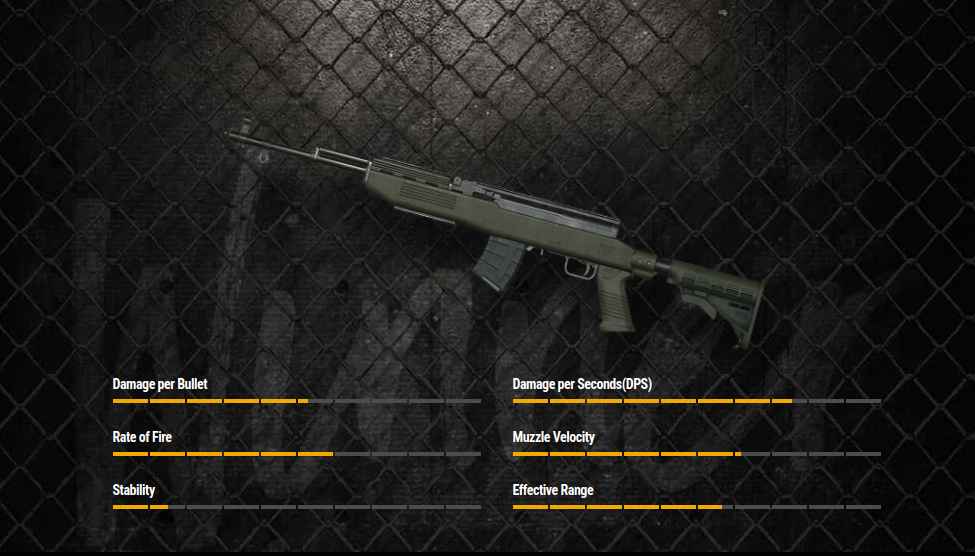 Damage per Bullet
Damage per Seconds(DPS)
Rate of Fire
Muzzle Velocity
Stability
Effective Range